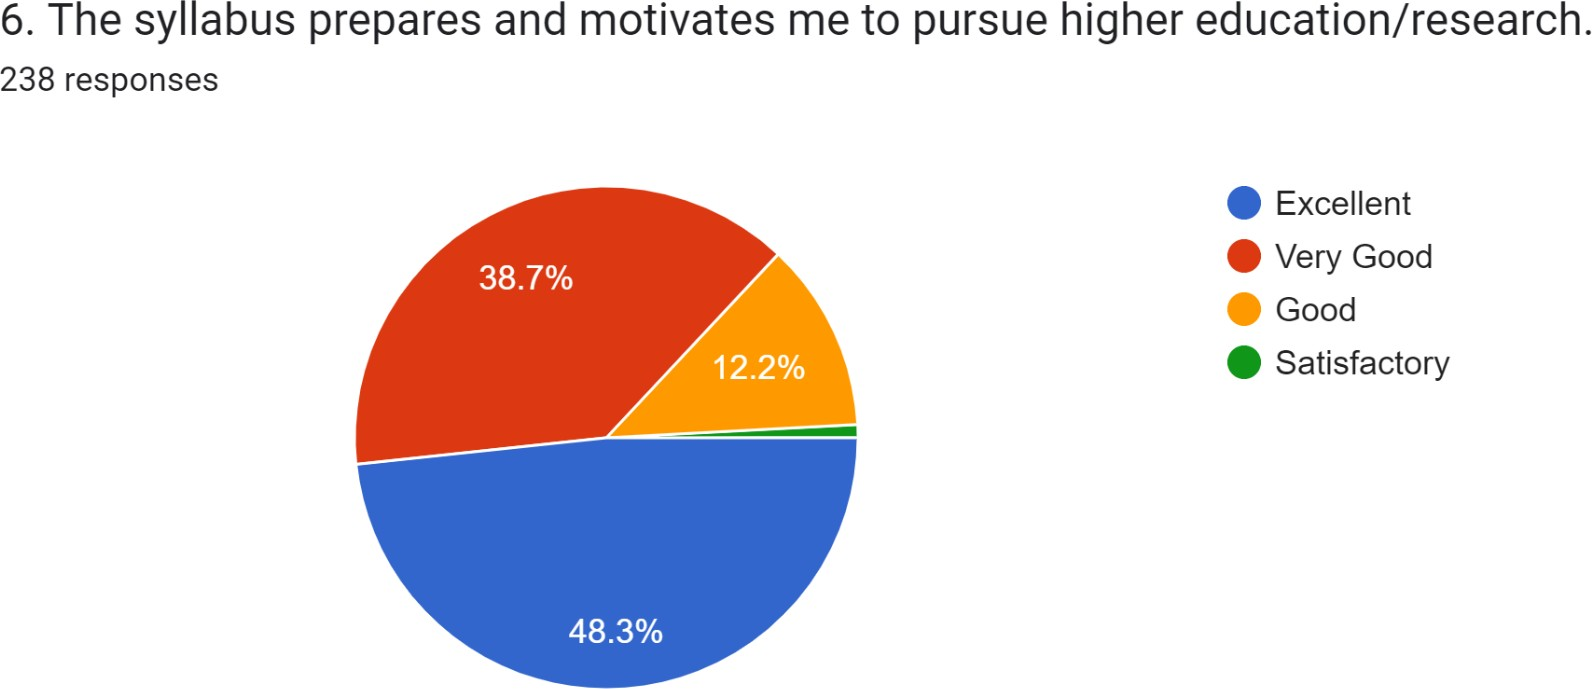 6. The syllabus prepares and motivates me to pursue higher education/research.
238 responses
38.7%
12.2%
48.3%
Excellent
Very Good
Good
Satisfactory